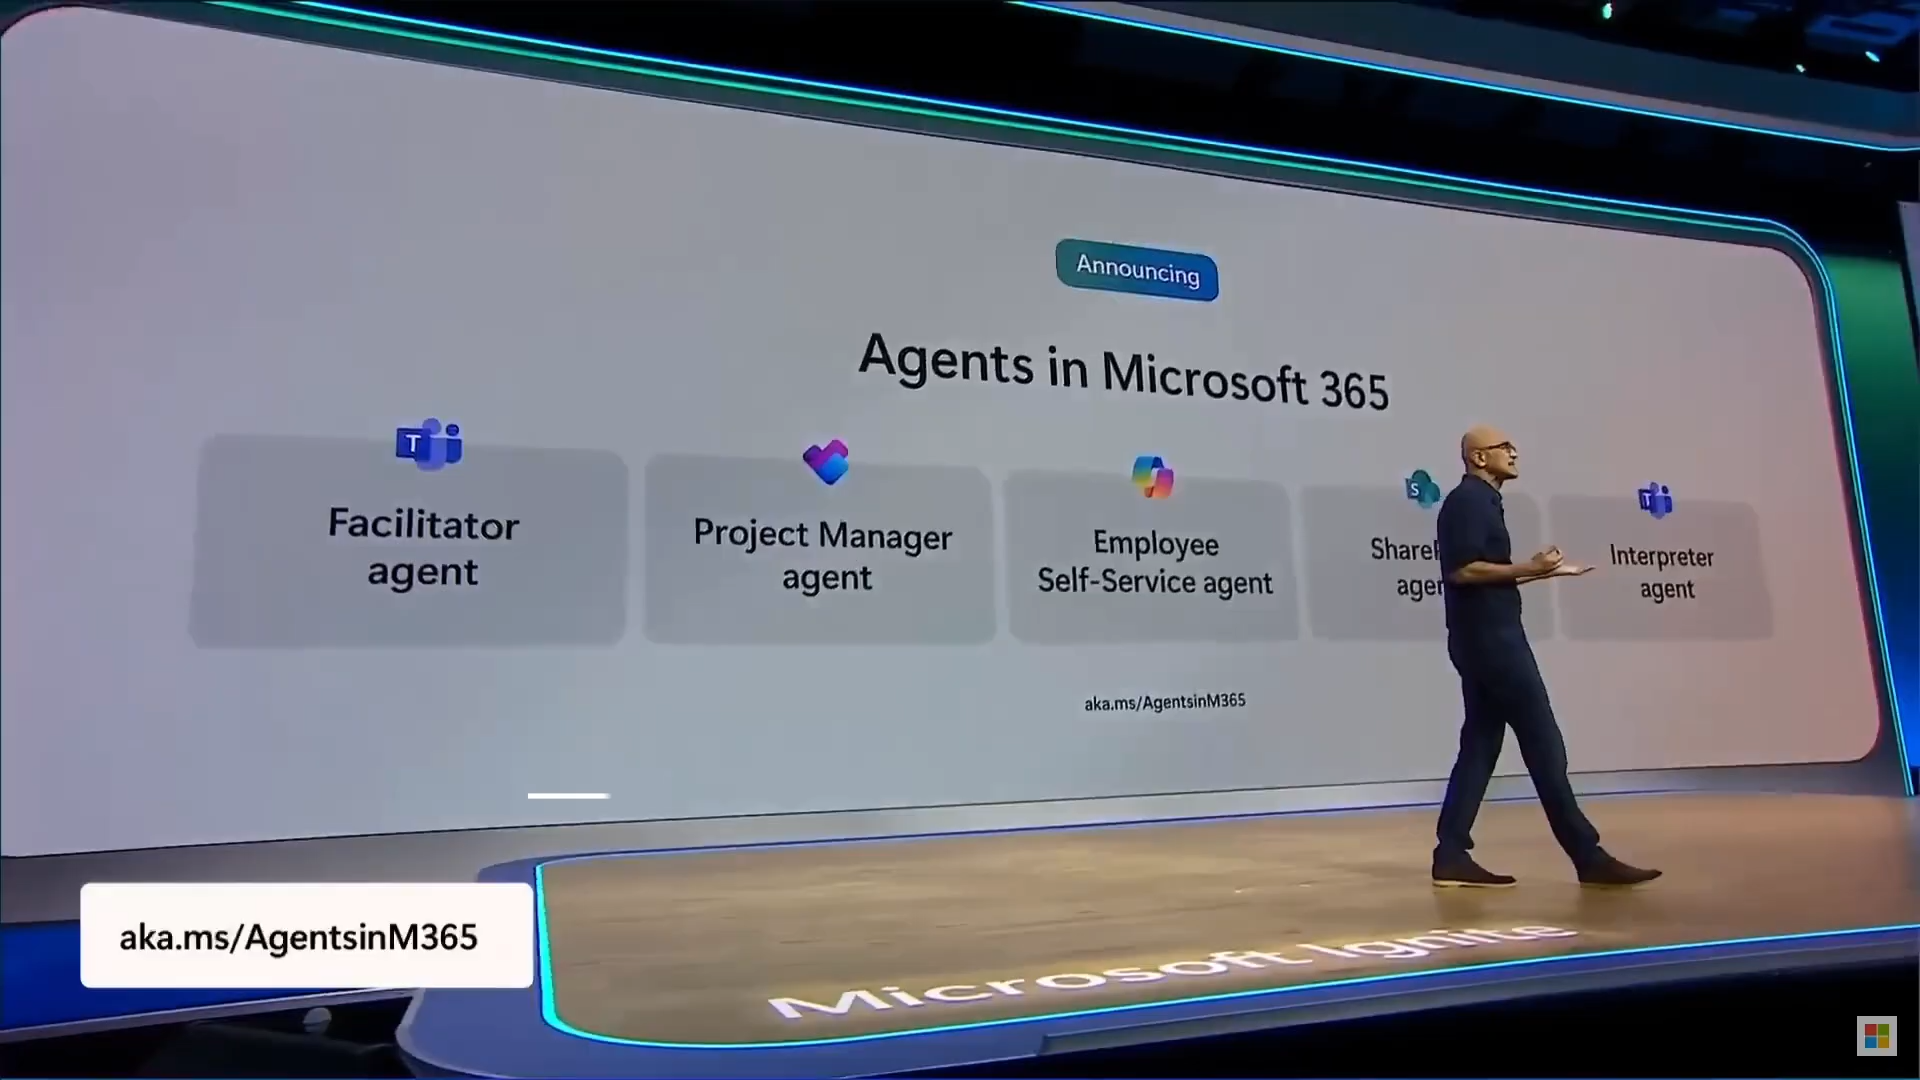 Announcing
Agents in Microsoft 365
T
Facilitator
agent
Project Manager
agent
Employee
Self-Service agent
S
T
Interpreter
agent
aka.ms/AgentsinM365
aka.ms/AgentsinM365
Microsoft Ignite